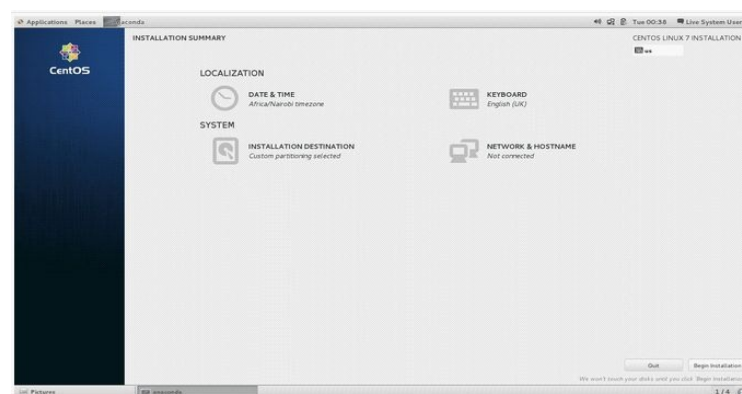 Applications Places anaconda
Tue 00:38 Live System User
INSTALLATION SUMMARY
CENTOS LINUX 7 INSTALLATION
us
CentOS
LOCALIZATION
DATE & TIME
Africa/Nairobi timezone
KEYBOARD
English (UK)
SYSTEM
INSTALLATION DESTINATION
Custom partitioning selected
NETWORK & HOSTNAME
Not connected
Quit
Begin Installation
We won't touch your disks until you click 'Begin Installation'
Pictures
anaconda
1 / 4